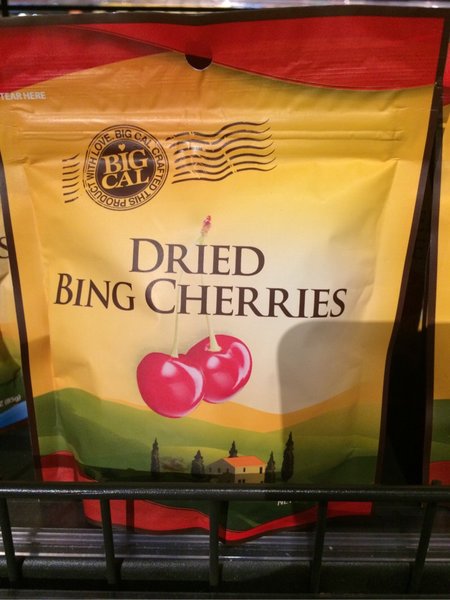 TEAR HERE
WITH LOVE. BIG CAL CRAFTED THIS PRODUCT
BIG
CAL
DRIED
BING CHERRIES